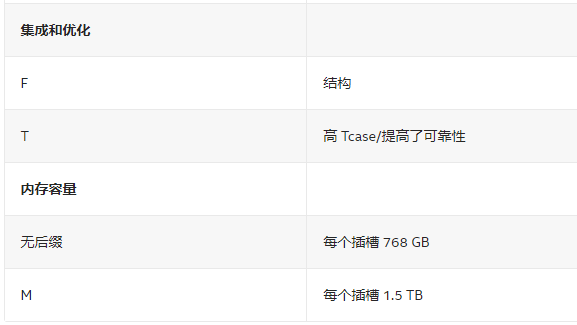 集成和优化
F 结构
T 高 Tcase/提高了可靠性
内存容量
无后缀 每个插槽 768 GB
M 每个插槽 1.5 TB